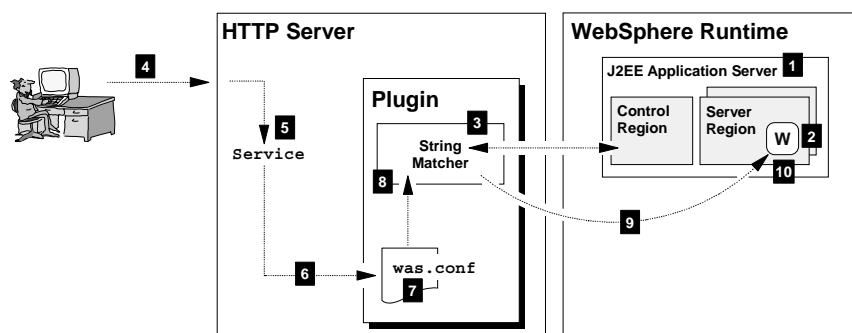 HTTP Server
WebSphere Runtime
4
1
J2EE Application Server
Plugin
3
Control
Region
Server
Region
5
Service
String
Matcher
W
2
8
10
9
6
was.conf
7